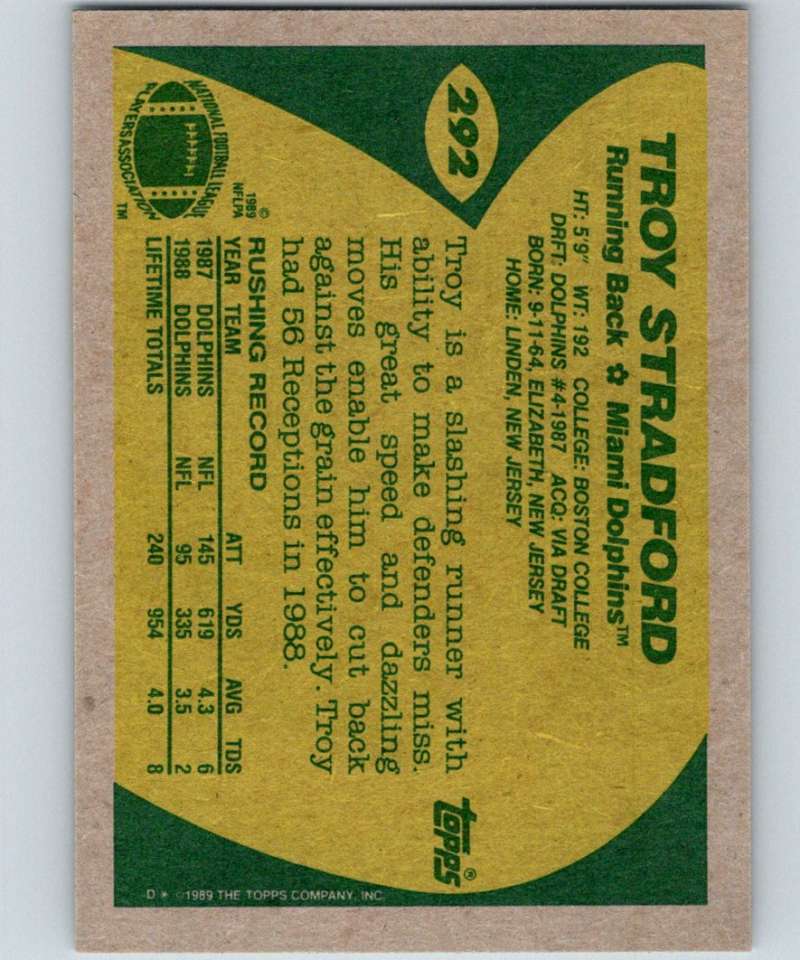 292
TROY STRADFORD
Running Back ✿ Miami Dolphins™
HT: 5'9" WT: 192 COLLEGE: BOSTON COLLEGE
DRFT: DOLPHINS #4-1987 ACQ: VIA DRAFT
BORN: 9-11-64, ELIZABETH, NEW JERSEY
HOME: LINDEN, NEW JERSEY
Troy is a slashing runner with
ability to make defenders miss.
His great speed and dazzling
moves enable him to cut back
against the grain effectively. Troy
had 56 Receptions in 1988.
RUSHING RECORD
YEAR TEAM ATT YDS AVG TDS
1987 DOLPHINS NFL 145 619 4.3 6
1988 DOLPHINS NFL 95 335 3.5 2
LIFETIME TOTALS 240 954 4.0 8
NATIONAL FOOTBALL LEAGUE
PLAYERS ASSOCIATION
TM
©
1989
NFLPA
topps®
D * ©1989 THE TOPPS COMPANY, INC.